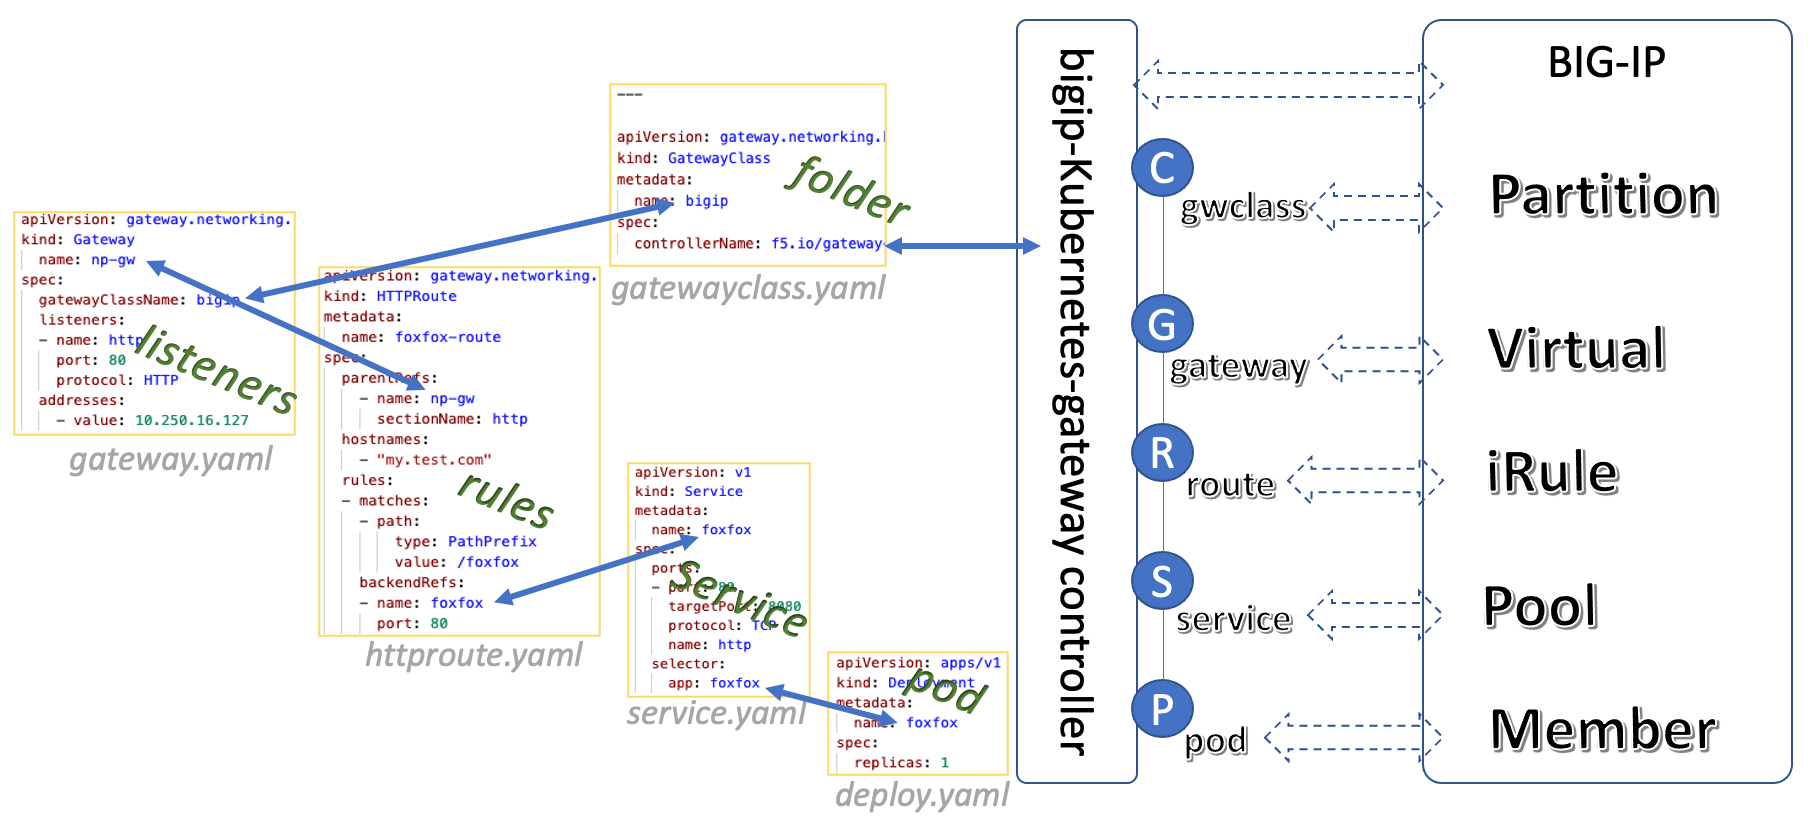 apiVersion: gateway.networking.
kind: Gateway
name: np-gw
spec:
gatewayClassName: bigip
listeners:
- name: http
port: 80
protocol: HTTP
addresses:
- value: 10.250.16.127
listeners
gateway.yaml
apiVersion: gateway.networking.
kind: HTTPRoute
metadata:
name: foxfox-route
spec:
parentRefs:
- name: np-gw
sectionName: http
hostnames:
- "my.test.com"
rules:
- matches:
- path:
type: PathPrefix
value: /foxfox
backendRefs:
- name: foxfox
port: 80
rules
httproute.yaml
---
apiVersion: gateway.networking.
kind: GatewayClass
metadata:
name: bigip
spec:
controllerName: f5.io/gateway-
folder
gatewayclass.yaml
apiVersion: v1
kind: Service
metadata:
name: foxfox
spec:
ports:
- port: 80
targetPort: 8080
protocol: TCP
name: http
selector:
app: foxfox
Service
service.yaml
apiVersion: apps/v1
kind: Deployment
metadata:
name: foxfox
spec:
replicas: 1
pod
deploy.yaml
bigip-Kubernetes-gateway controller
C
gwclass
G
gateway
R
route
S
service
P
pod
BIG-IP
Partition
Virtual
iRule
Pool
Member